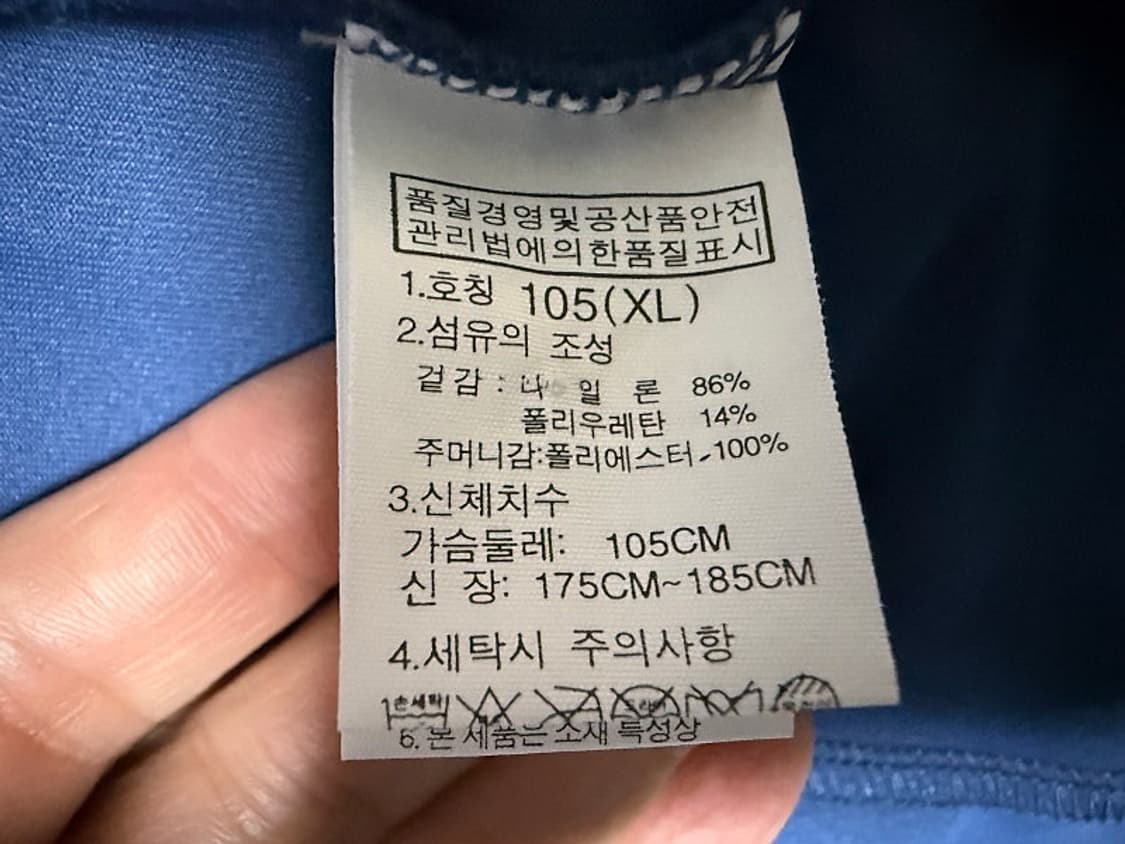 품질경영및공산품안전
관리법에의한품질표시
1.호칭 105(XL)
2.섬유의 조성
겉감 : 나 일 론 86%
폴리우레탄 14%
주머니감:폴리에스터 100%
3.신체치수
가슴둘레: 105CM
신 장: 175CM~185CM
4.세탁시 주의사항
손세탁
6.본 제품은 소재 특성상